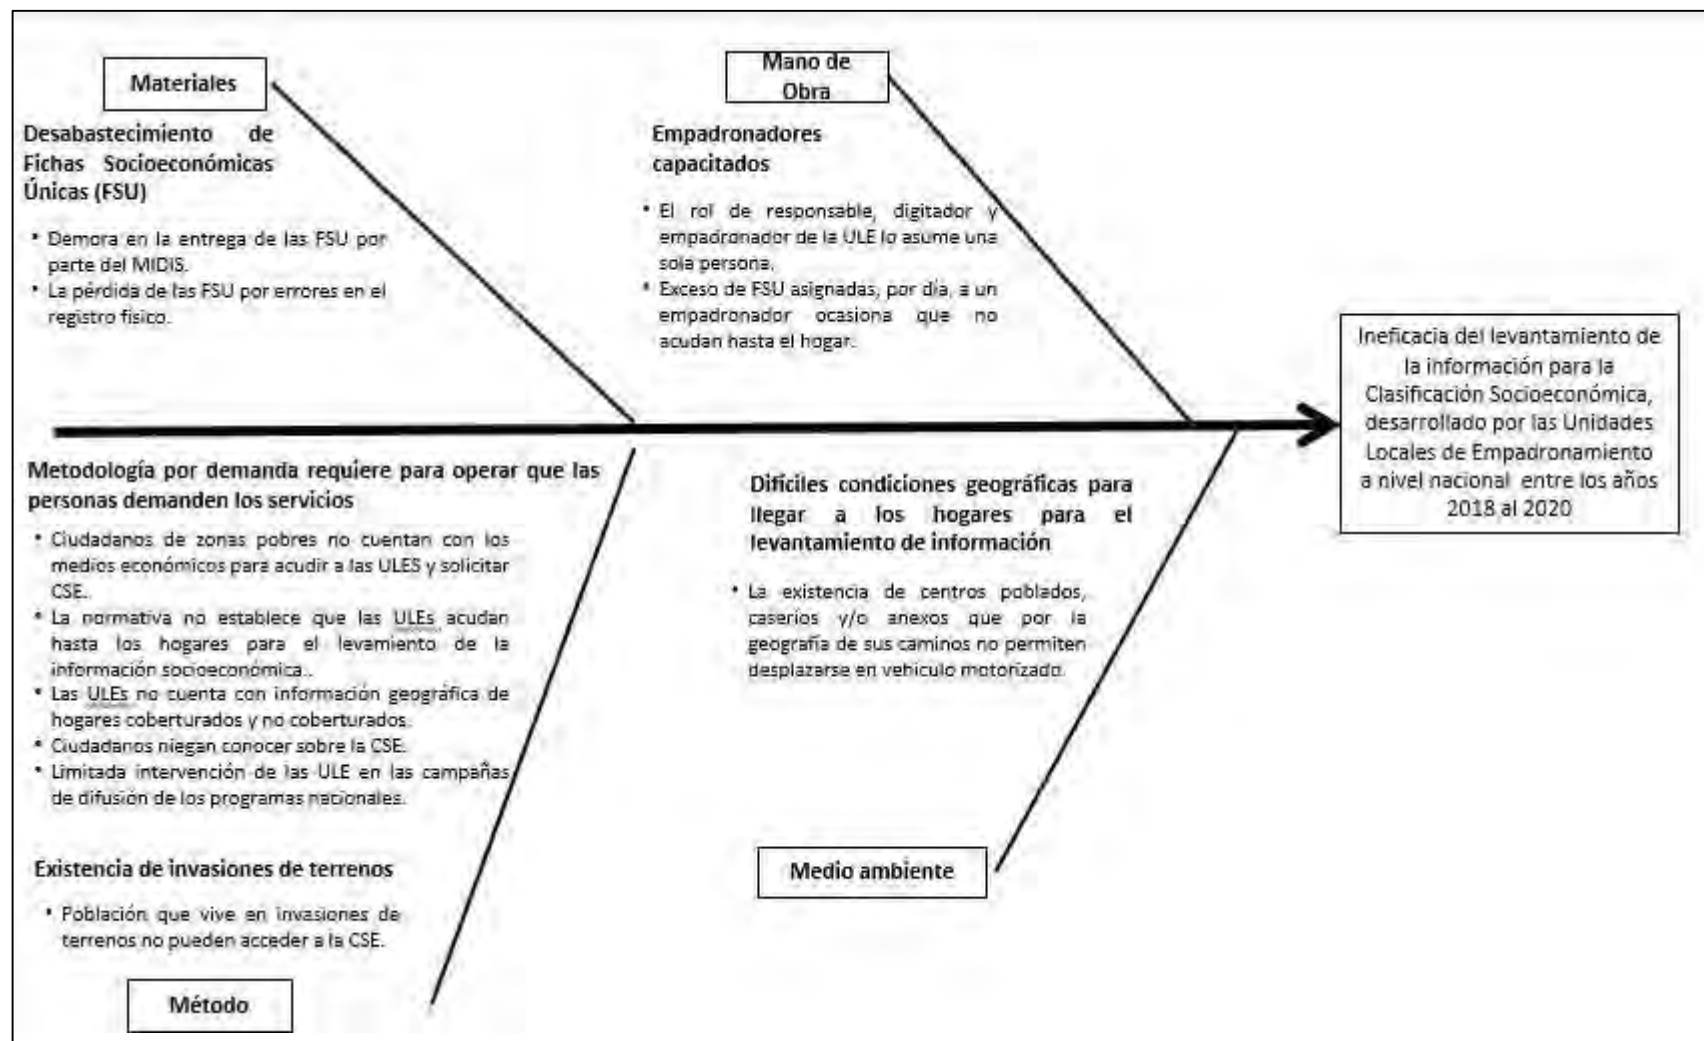 Materiales
Desabastecimiento de
Fichas Socioeconómicas
Únicas (FSU)
• Demora en la entrega de las FSU por
parte del MIDIS.
• La pérdida de las FSU por errores en el
registro físico.
Mano de
Obra
Empadronadores
capacitados
• El rol de responsable, digitador y
empadronador de la ULE lo asume una
sola persona.
• Exceso de FSU asignadas, por día, a un
empadronador ocasiona que no
acudan hasta el hogar.
Ineficacia del levantamiento de
la información para la
Clasificación Socioeconómica,
desarrollado por las Unidades
Locales de Empadronamiento
a nivel nacional entre los años
2018 al 2020
Metodología por demanda requiere para operar que las
personas demanden los servicios
• Ciudadanos de zonas pobres no cuentan con los
medios económicos para acudir a las ULES y solicitar
CSE.
• La normativa no establece que las ULEs acudan
hasta los hogares para el levamiento de la
información socioeconómica..
• Las ULEs no cuenta con información geográfica de
hogares coberturados y no coberturados.
• Ciudadanos niegan conocer sobre la CSE.
• Limitada intervención de las ULE en las campañas
de difusión de los programas nacionales.
Existencia de invasiones de terrenos
• Población que vive en invasiones de
terrenos no pueden acceder a la CSE.
Método
Difíciles condiciones geográficas para
llegar a los hogares para el
levantamiento de información
• La existencia de centros poblados,
caseríos y/o anexos que por la
geografía de sus caminos no permiten
desplazarse en vehículo motorizado.
Medio ambiente